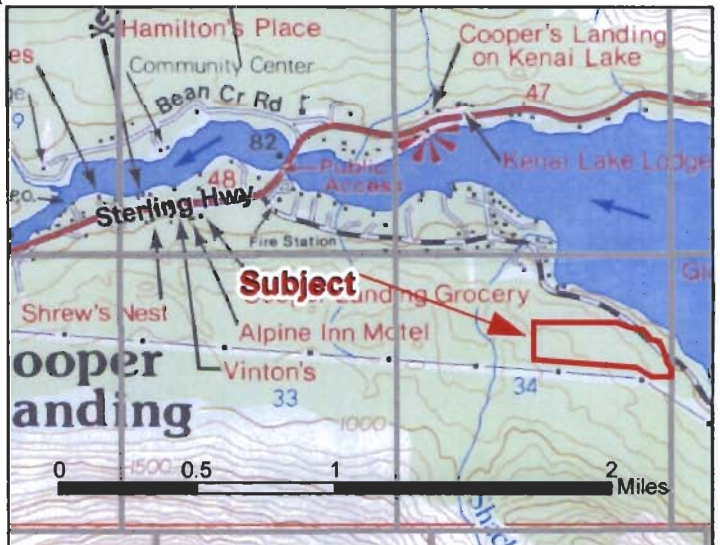 Hamilton's Place
Community Center
Cooper's Landing
on Kenai Lake
es
Bean Cr Rd
47
9
82
Public
Access
Kenai Lake Lodge
48
Sterling Hwy
Fire Station
Subject
Landing Grocery
Shrew's Nest
Alpine Inn Motel
Vinton's
ooper
anding
33
34
1000
1500
0 0.5 1 2
Miles